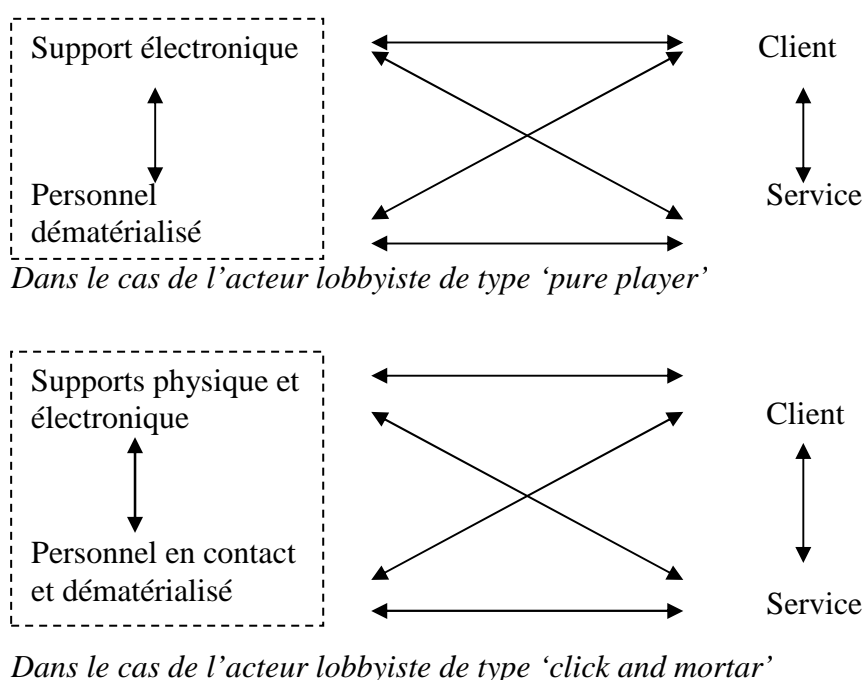 Support électronique
Client
Personnel
dématérialisé
Service
Dans le cas de l’acteur lobbyiste de type ‘pure player’
Supports physique et
électronique
Client
Personnel en contact
et dématérialisé
Service
Dans le cas de l’acteur lobbyiste de type ‘click and mortar’